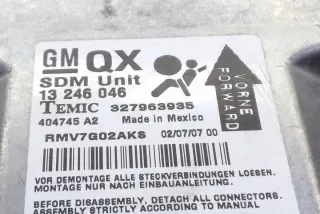 GM QX
SDM Unit
13 246 046
TEMIC 327963935
404745 A2 Made in Mexico
RMV7G02AKS 02/07/07 00
VORNE
FORWARD
VOR DEMONTAGE ALLE STECKVERBINDUNGEN LOESEN.
MONTAGE NUR NACH EINBAUANLEITUNG.
BEFORE DISASSEMBLY, DETACH ALL CONNECTORS.
ASSEMBLY STRICTLY ACCORDING TO MANUAL